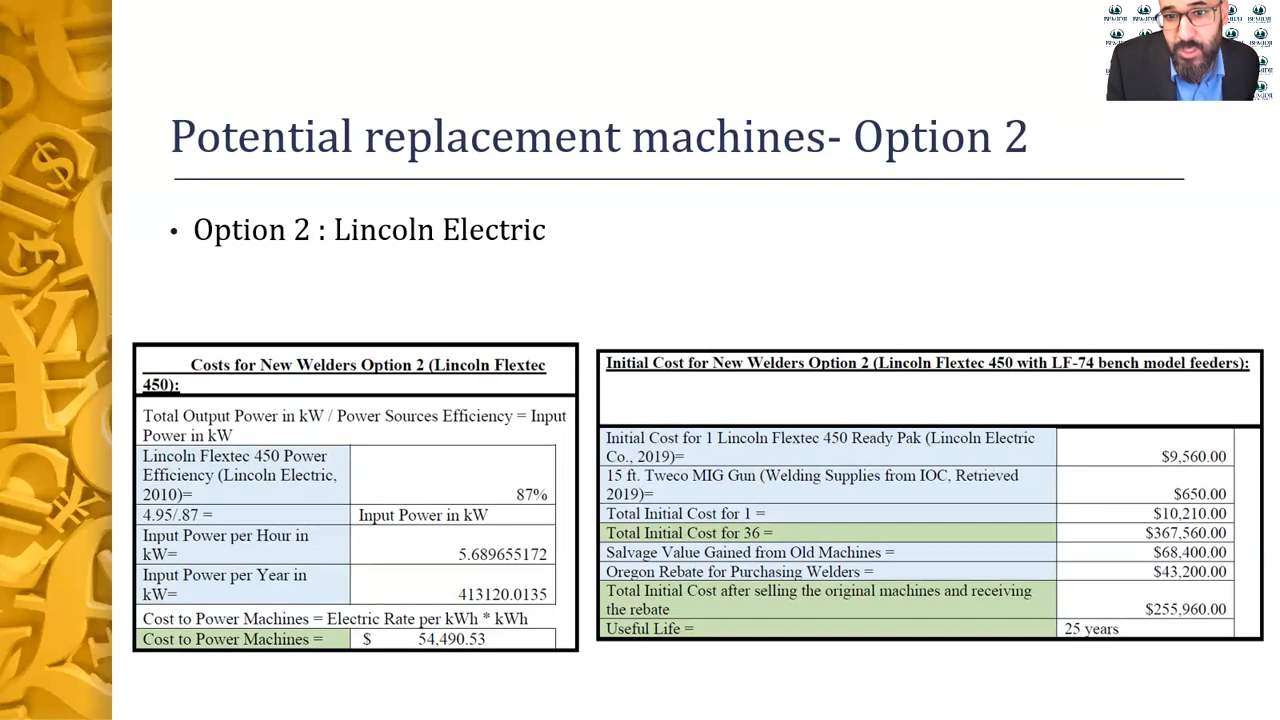 Potential replacement machines- Option 2
• Option 2 : Lincoln Electric
Costs for New Welders Option 2 (Lincoln Flextec
450):
Total Output Power in kW / Power Sources Efficiency = Input
Power in kW
Lincoln Flextec 450 Power
Efficiency (Lincoln Electric,
2010)= 87%
4.95/.87 = Input Power in kW
Input Power per Hour in
kW= 5.689655172
Input Power per Year in
kW= 413120.0135
Cost to Power Machines = Electric Rate per kWh * kWh
Cost to Power Machines = $ 54,490.53
Initial Cost for New Welders Option 2 (Lincoln Flextec 450 with LF-74 bench model feeders):
Initial Cost for 1 Lincoln Flextec 450 Ready Pak (Lincoln Electric
Co., 2019)= $9,560.00
15 ft. Tweco MIG Gun (Welding Supplies from IOC, Retrieved
2019)= $650.00
Total Initial Cost for 1 = $10,210.00
Total Initial Cost for 36 = $367,560.00
Salvage Value Gained from Old Machines = $68,400.00
Oregon Rebate for Purchasing Welders = $43,200.00
Total Initial Cost after selling the original machines and receiving
the rebate $255,960.00
Useful Life = 25 years